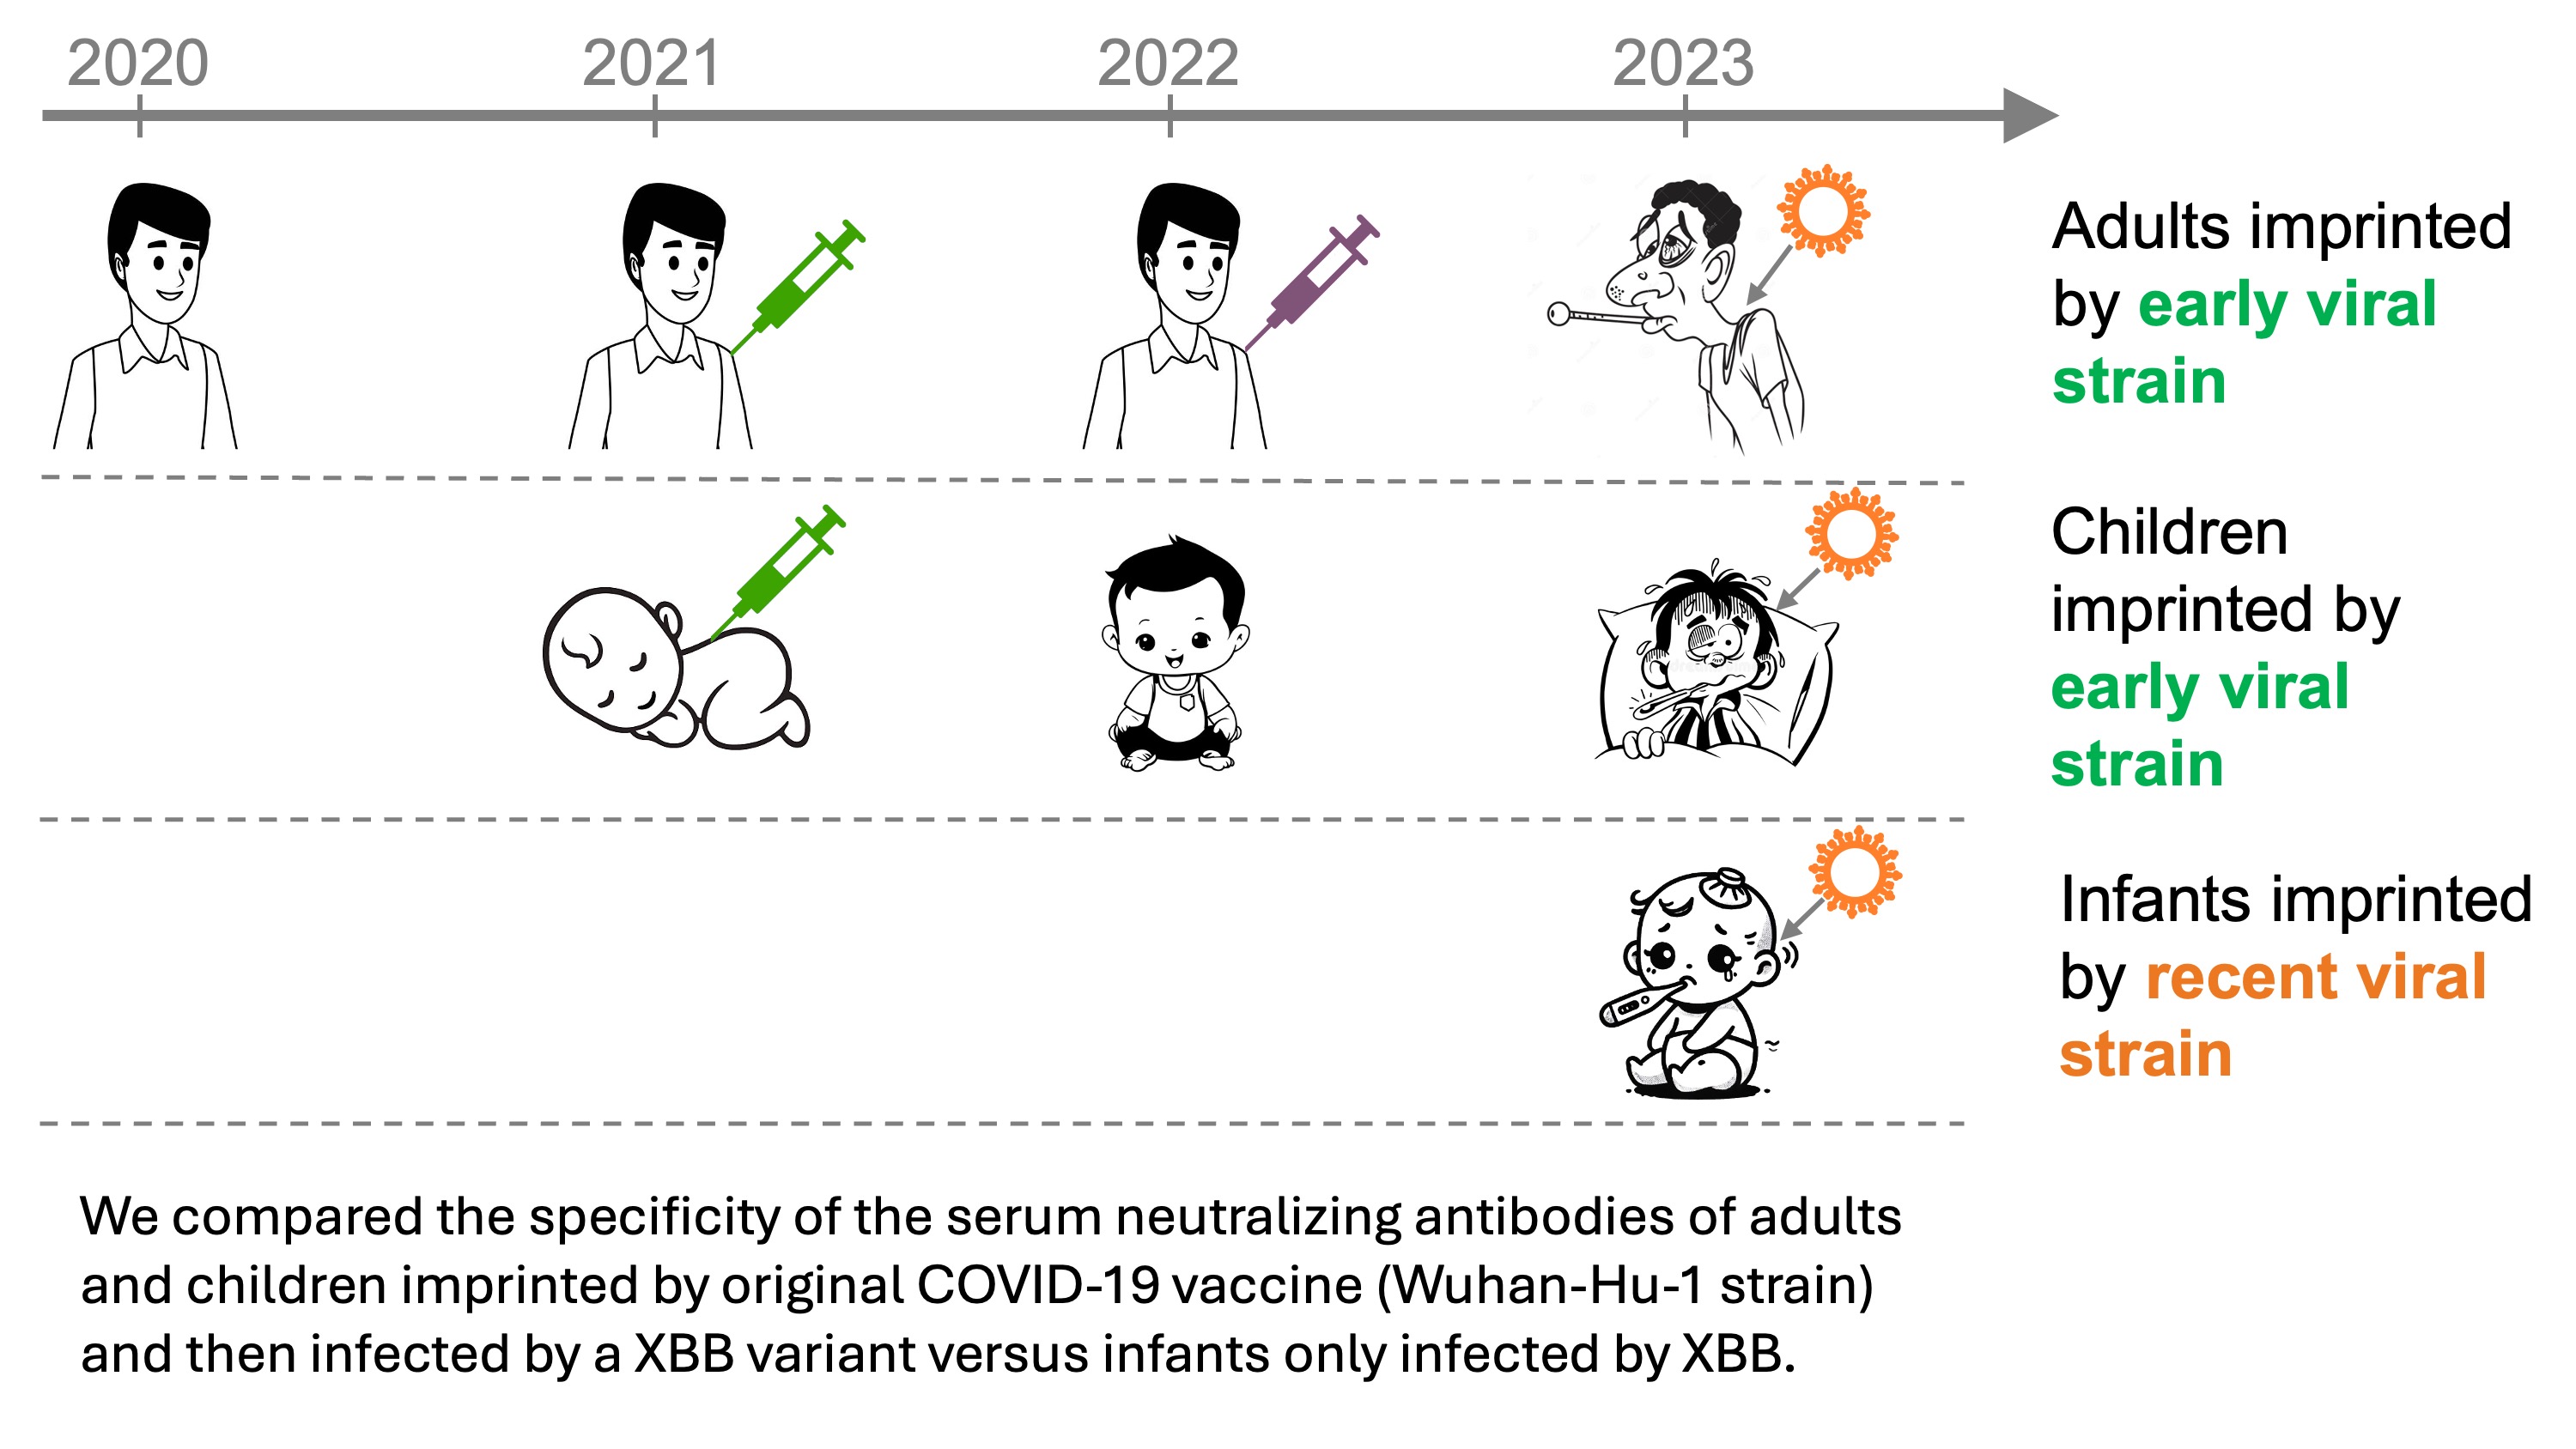 2020
2021
2022
2023
Adults imprinted
by early viral
strain
Children
imprinted by
early viral
strain
Infants imprinted
by recent viral
strain
We compared the specificity of the serum neutralizing antibodies of adults
and children imprinted by original COVID-19 vaccine (Wuhan-Hu-1 strain)
and then infected by a XBB variant versus infants only infected by XBB.